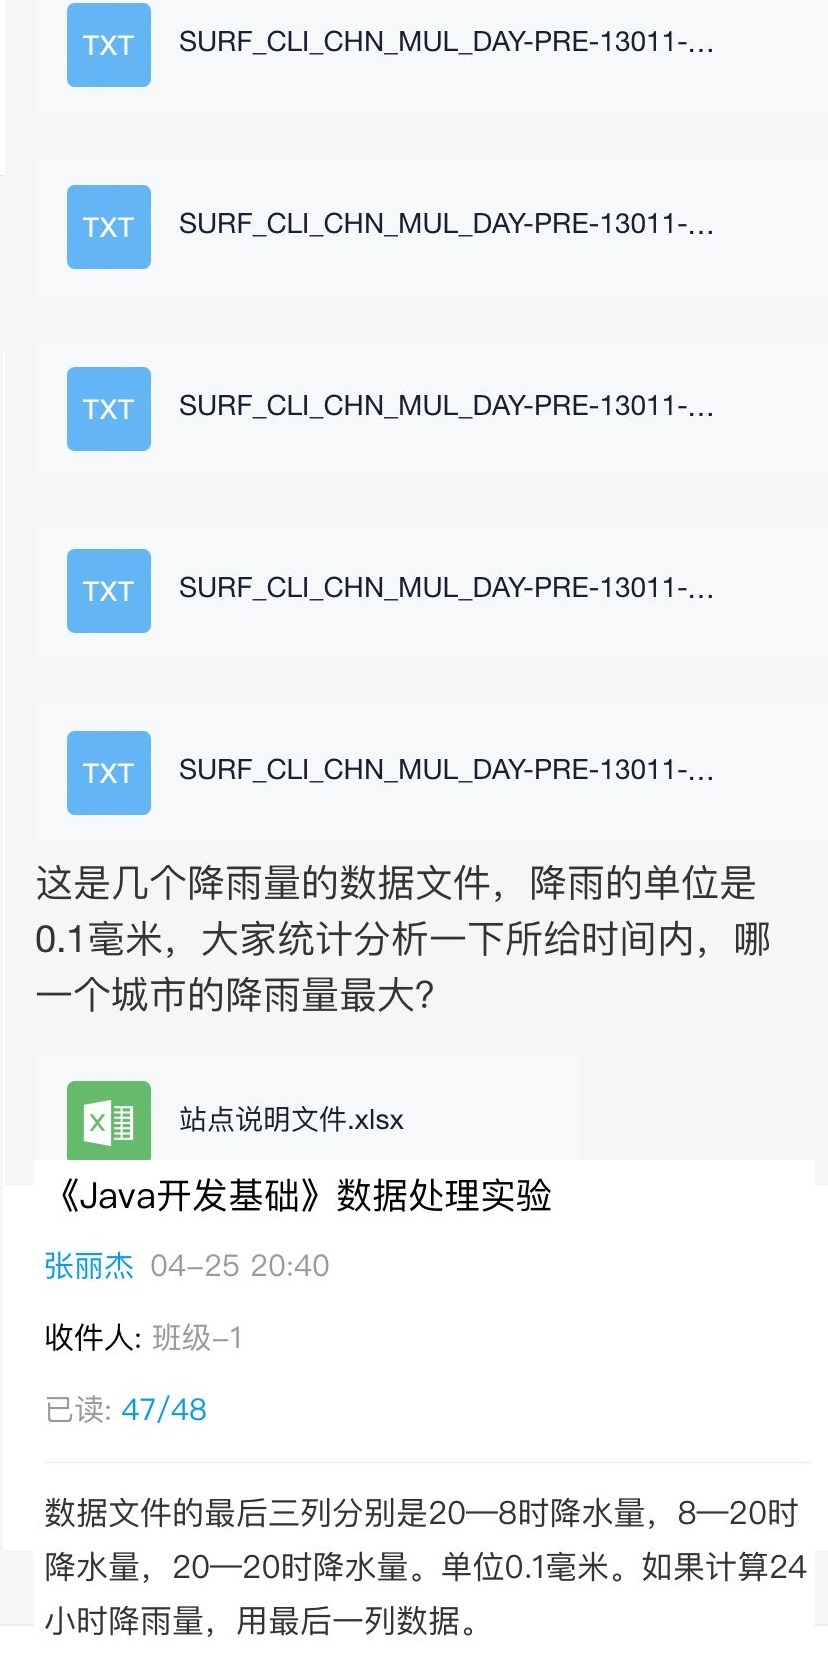 TXT SURF_CLI_CHN_MUL_DAY-PRE-13011-...
TXT SURF_CLI_CHN_MUL_DAY-PRE-13011-...
TXT SURF_CLI_CHN_MUL_DAY-PRE-13011-...
TXT SURF_CLI_CHN_MUL_DAY-PRE-13011-...
TXT SURF_CLI_CHN_MUL_DAY-PRE-13011-...
这是几个降雨量的数据文件，降雨的单位是
0.1毫米，大家统计分析一下所给时间内，哪
一个城市的降雨量最大？
X 站点说明文件.xlsx
《Java开发基础》数据处理实验
张丽杰 04-25 20:40
收件人: 班级-1
已读: 47/48
数据文件的最后三列分别是20—8时降水量，8—20时
降水量，20—20时降水量。单位0.1毫米。如果计算24
小时降雨量，用最后一列数据。